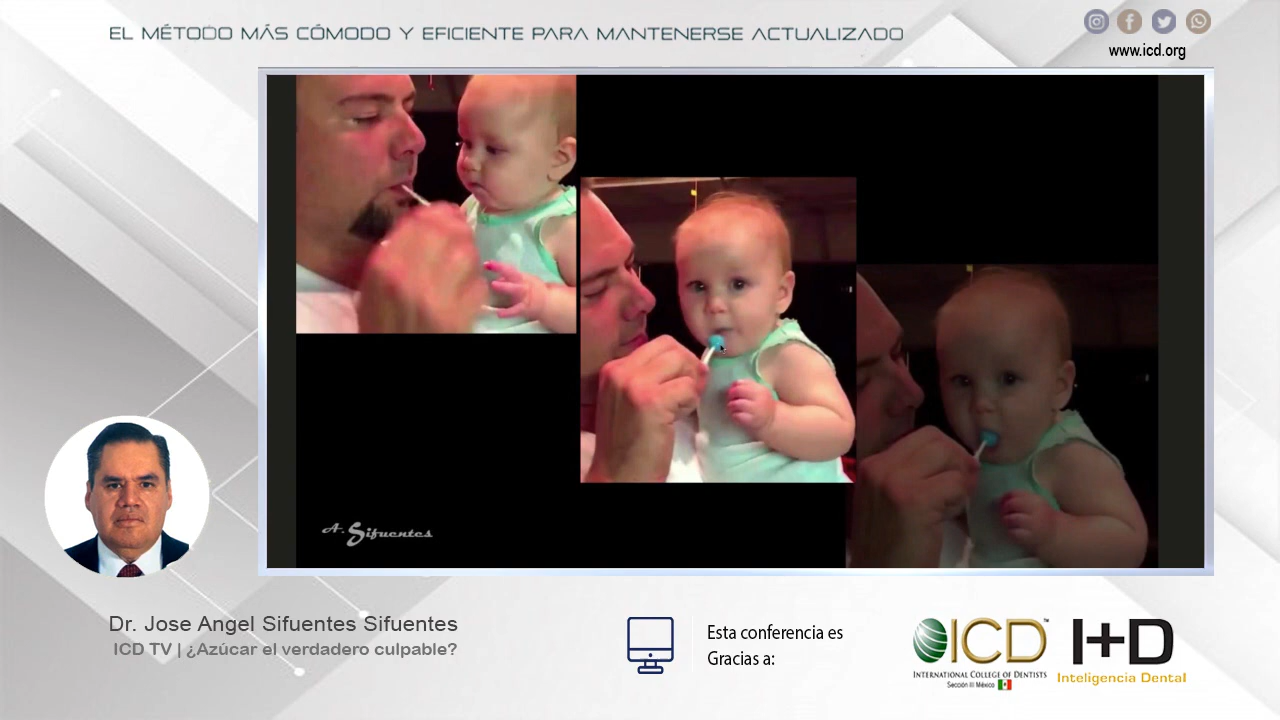 EL MÉTODO MÁS CÓMODO Y EFICIENTE PARA MANTENERSE ACTUALIZADO
www.icd.org
A. Sifuentes
Dr. Jose Angel Sifuentes Sifuentes
ICD TV | ¿Azúcar el verdadero culpable?
Esta conferencia es
Gracias a:
ICD™
INTERNATIONAL COLLEGE OF DENTISTS
Sección III México
I+D
Inteligencia Dental